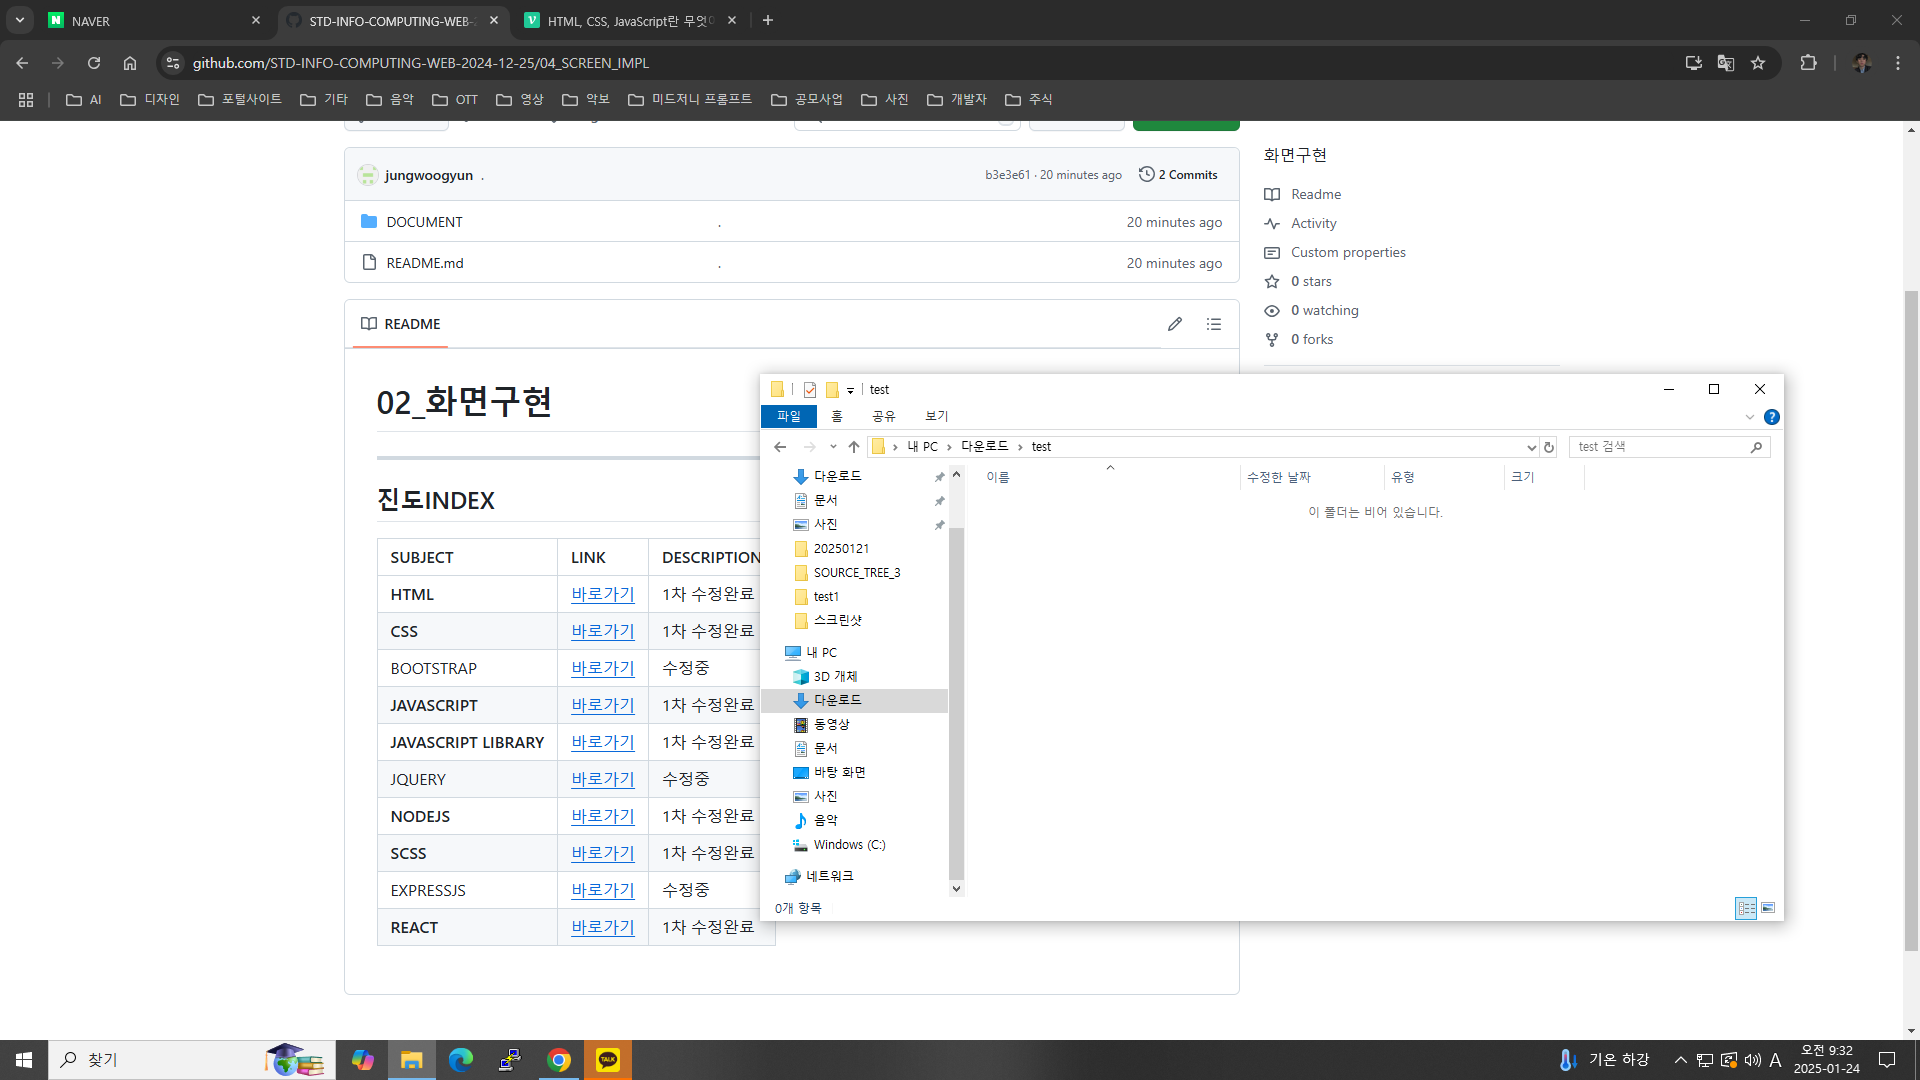 NAVER
STD-INFO-COMPUTING-WEB-2
HTML, CSS, JavaScript란 무엇
github.com/STD-INFO-COMPUTING-WEB-2024-12-25/04_SCREEN_IMPL
AI 디자인 포털사이트 기타 음악 OTT 영상 악보 미드저니 프롬프트 공모사업 사진 개발자 주식
jungwoogyun . b3e3e61 · 20 minutes ago 2 Commits
DOCUMENT . 20 minutes ago
README.md . 20 minutes ago
README
02_화면구현
진도INDEX
SUBJECT LINK DESCRIPTION
HTML 바로가기 1차 수정완료
CSS 바로가기 1차 수정완료
BOOTSTRAP 바로가기 수정중
JAVASCRIPT 바로가기 1차 수정완료
JAVASCRIPT LIBRARY 바로가기 1차 수정완료
JQUERY 바로가기 수정중
NODEJS 바로가기 1차 수정완료
SCSS 바로가기 1차 수정완료
EXPRESSJS 바로가기 수정중
REACT 바로가기 1차 수정완료
화면구현
Readme
Activity
Custom properties
0 stars
0 watching
0 forks
test
파일 홈 공유 보기
내 PC 다운로드 test
test 검색
이름 수정한 날짜 유형 크기
이 폴더는 비어 있습니다.
다운로드
문서
사진
20250121
SOURCE_TREE_3
test1
스크린샷
내 PC
3D 개체
다운로드
동영상
문서
바탕 화면
사진
음악
Windows (C:)
네트워크
0개 항목
찾기
TALK
기온 하강
A
오전 9:32
2025-01-24